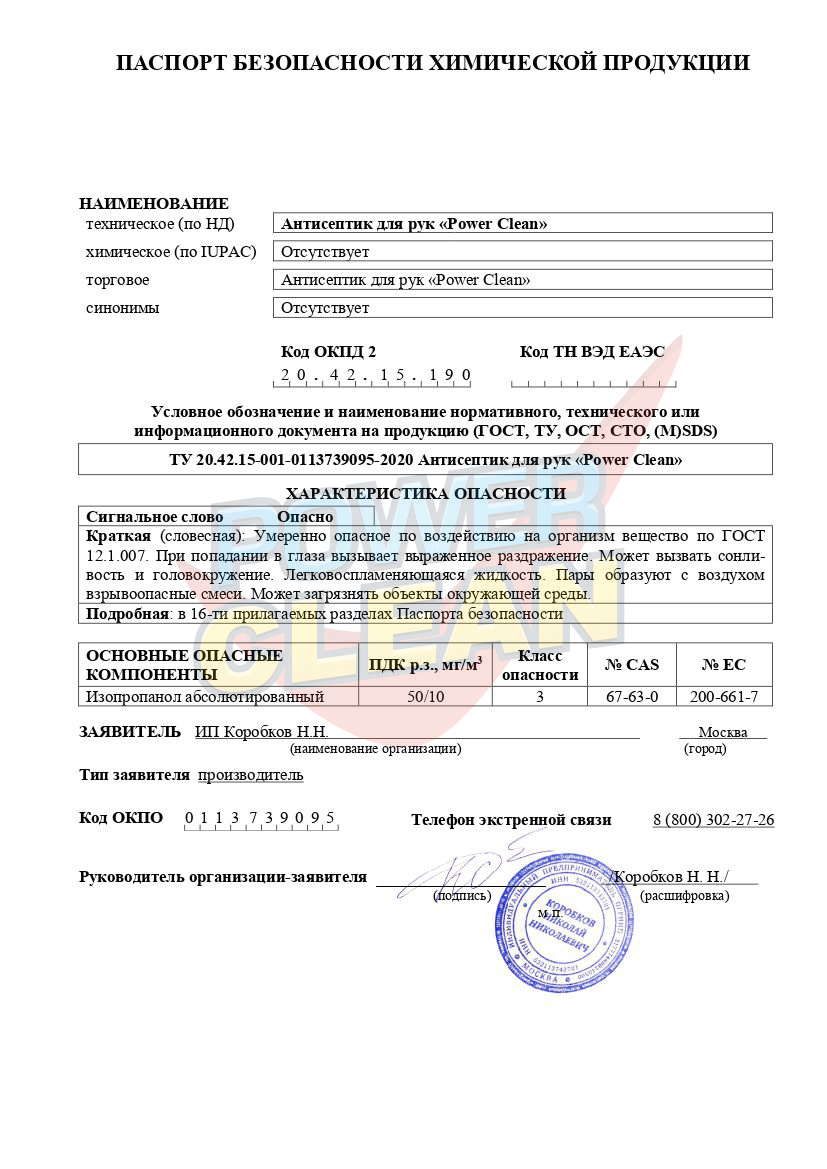 ПАСПОРТ БЕЗОПАСНОСТИ ХИМИЧЕСКОЙ ПРОДУКЦИИ
НАИМЕНОВАНИЕ
техническое (по НД) Антисептик для рук «Power Clean»
химическое (по IUPAC) Отсутствует
торговое Антисептик для рук «Power Clean»
синонимы Отсутствует
Код ОКПД 2 Код ТН ВЭД ЕАЭС
20.42.15.190
Условное обозначение и наименование нормативного, технического или
информационного документа на продукцию (ГОСТ, ТУ, ОСТ, СТО, (M)SDS)
ТУ 20.42.15-001-0113739095-2020 Антисептик для рук «Power Clean»
ХАРАКТЕРИСТИКА ОПАСНОСТИ
Сигнальное слово Опасно
Краткая (словесная): Умеренно опасное по воздействию на организм вещество по ГОСТ
12.1.007. При попадании в глаза вызывает выраженное раздражение. Может вызвать сонли-
вость и головокружение. Легковоспламеняющаяся жидкость. Пары образуют с воздухом
взрывоопасные смеси. Может загрязнять объекты окружающей среды.
Подробная: в 16-ти прилагаемых разделах Паспорта безопасности
POWER
CLEAN
ОСНОВНЫЕ ОПАСНЫЕ КОМПОНЕНТЫ ПДК р.з., мг/м³ Класс опасности № CAS № EC
Изопропанол абсолютированный 50/10 3 67-63-0 200-661-7
ЗАЯВИТЕЛЬ ИП Коробков Н.Н. Москва
(наименование организации) (город)
Тип заявителя производитель
Код ОКПО 0113739095 Телефон экстренной связи 8 (800) 302-27-26
Руководитель организации-заявителя /Коробков Н. Н./
(подпись) (расшифровка)
м.п.
ИНДИВИДУАЛЬНЫЙ ПРЕДПРИНИМАТЕЛЬ
МОСКВА
ИНН 532113743701
КОРОБКОВ
НИКОЛАЙ
НИКОЛАЕВИЧ